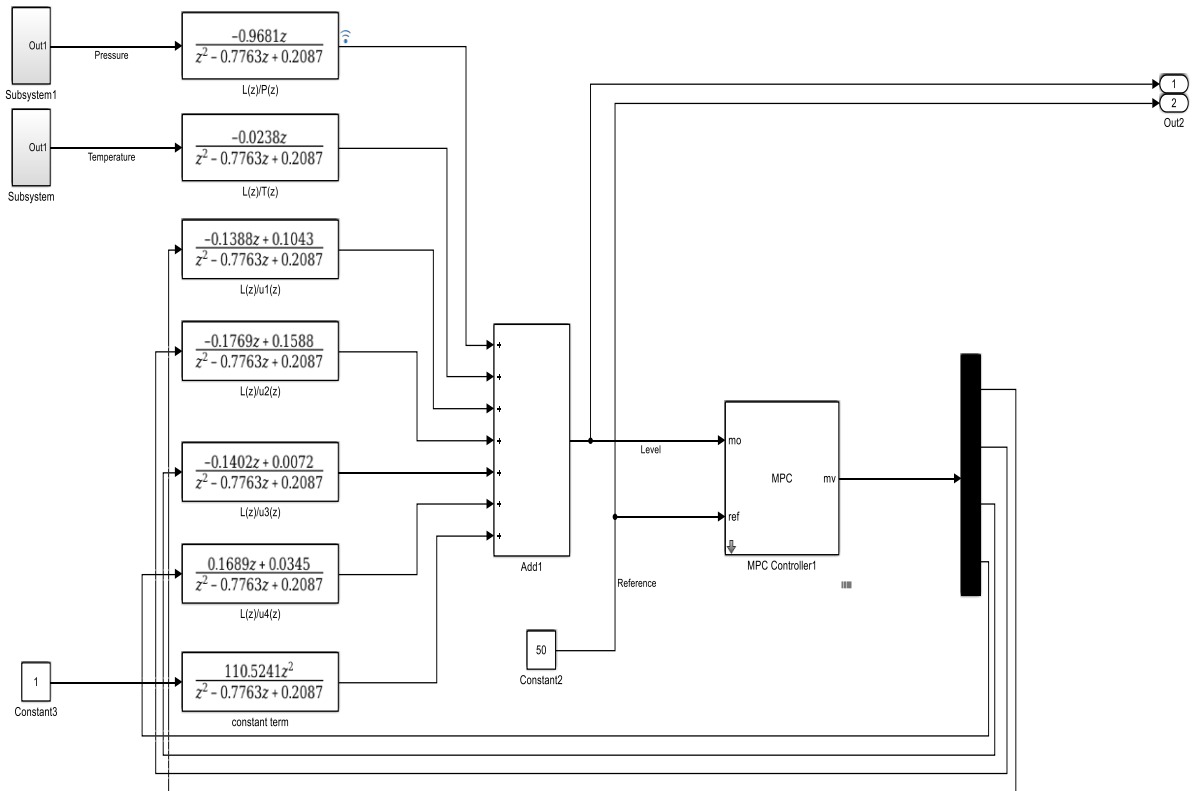 Out1
Pressure
Subsystem1
−0.9681z
z² − 0.7763z + 0.2087
L(z)/P(z)
Out1
Temperature
Subsystem
−0.0238z
z² − 0.7763z + 0.2087
L(z)/T(z)
−0.1388z + 0.1043
z² − 0.7763z + 0.2087
L(z)/u1(z)
−0.1769z + 0.1588
z² − 0.7763z + 0.2087
L(z)/u2(z)
−0.1402z + 0.0072
z² − 0.7763z + 0.2087
L(z)/u3(z)
0.1689z + 0.0345
z² − 0.7763z + 0.2087
L(z)/u4(z)
1
Constant3
110.5241z²
z² − 0.7763z + 0.2087
constant term
+
+
+
+
+
+
+
Add1
Level
Reference
50
Constant2
mo
MPC
mv
ref
MPC Controller1
1
2
Out2